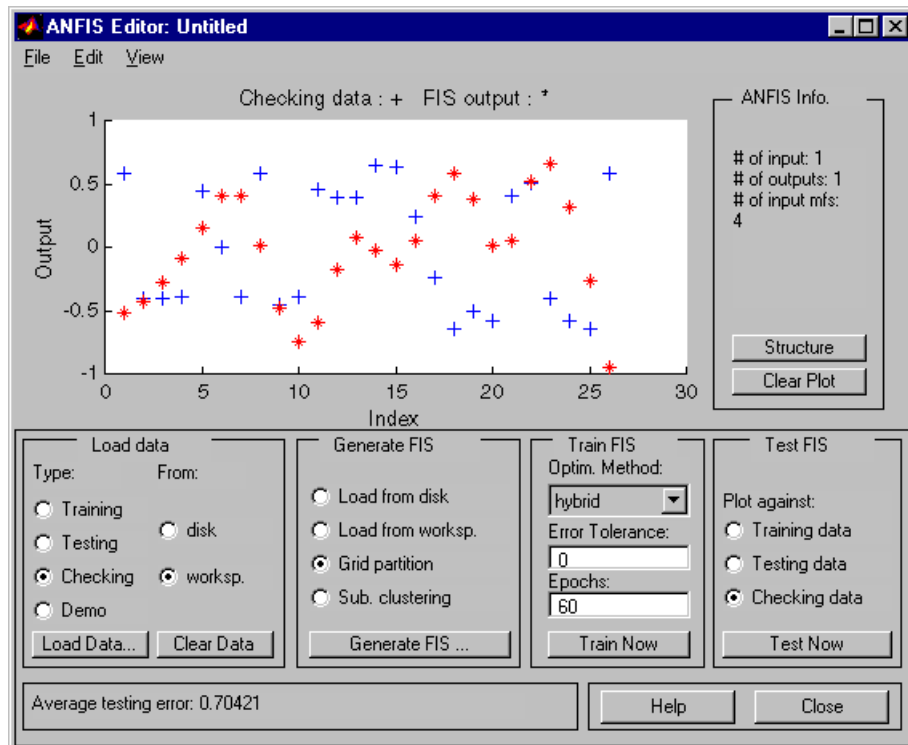 ANFIS Editor: Untitled
File Edit View
Checking data : + FIS output : *
1
0.5
0
-0.5
-1
Output
0 5 10 15 20 25 30
Index
ANFIS Info.
# of input: 1
# of outputs: 1
# of input mfs:
4
Structure
Clear Plot
Load data
Type: From:
Training
Testing
Checking
Demo
disk
worksp.
Load Data... Clear Data
Generate FIS
Load from disk
Load from worksp.
Grid partition
Sub. clustering
Generate FIS ...
Train FIS
Optim. Method:
hybrid
Error Tolerance:
0
Epochs:
60
Train Now
Test FIS
Plot against:
Training data
Testing data
Checking data
Test Now
Average testing error: 0.70421
Help Close